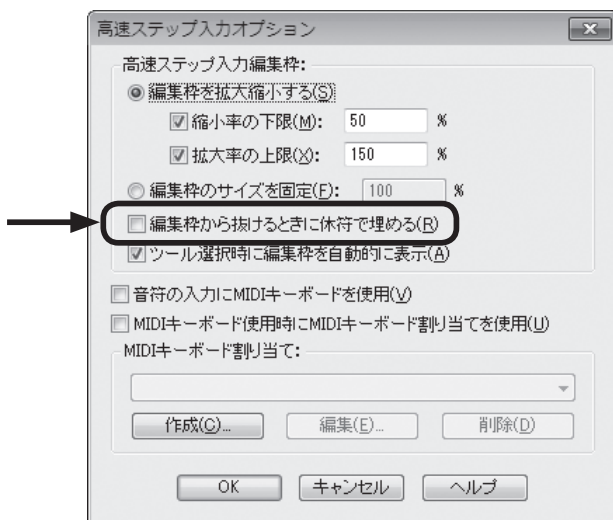 高速ステップ入力オプション
高速ステップ入力編集枠:
編集枠を拡大縮小する(S)
縮小率の下限(M): 50 %
拡大率の上限(X): 150 %
編集枠のサイズを固定(F): 100 %
編集枠から抜けるときに休符で埋める(R)
ツール選択時に編集枠を自動的に表示(A)
音符の入力にMIDIキーボードを使用(V)
MIDIキーボード使用時にMIDIキーボード割り当てを使用(U)
MIDIキーボード割り当て:
作成(C)... 編集(E)... 削除(D)
OK キャンセル ヘルプ